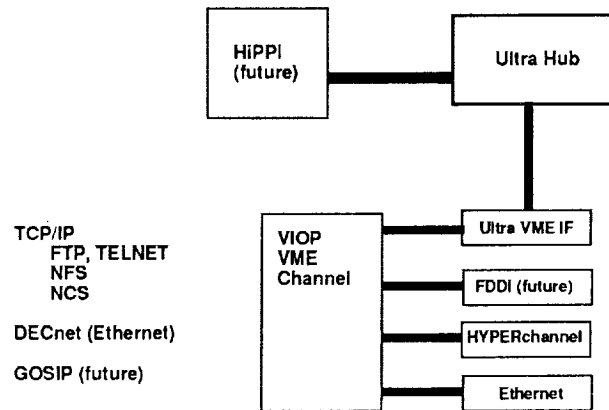 HiPPI
(future)
Ultra Hub
TCP/IP
FTP, TELNET
NFS
NCS
DECnet (Ethernet)
GOSIP (future)
VIOP
VME
Channel
Ultra VME IF
FDDI (future)
HYPERchannel
Ethernet